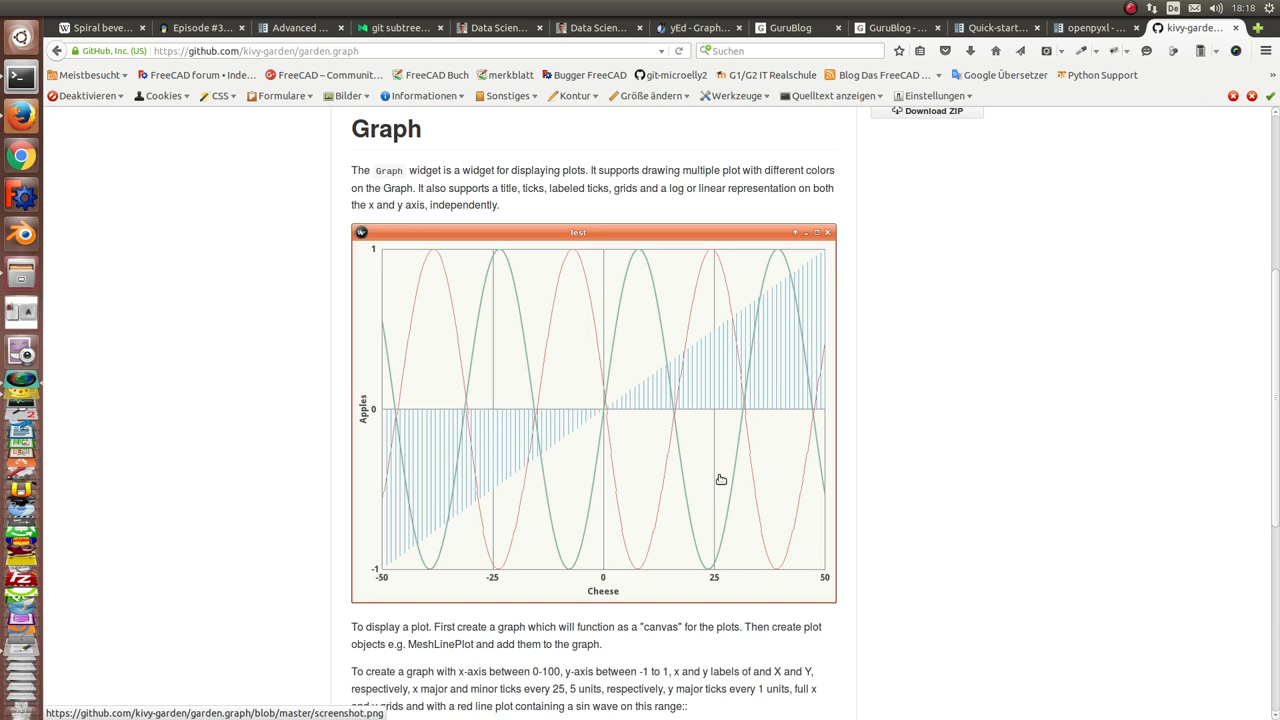 De
18:18
Spiral beve...
Episode #3...
Advanced ...
git subtree...
Data Scien...
Data Scien...
yEd - Graph...
GuruBlog
GuruBlog - ...
Quick-start...
openpyxl - ...
kivy-garde...
GitHub, Inc. (US)
https://github.com/kivy-garden/garden.graph
Suchen
Meistbesucht
FreeCAD forum • Inde...
FreeCAD – Communit...
FreeCAD Buch
merkblatt
Bugger FreeCAD
git-microelly2
G1/G2 IT Realschule
Blog Das FreeCAD ...
Google Übersetzer
Python Support
»
Deaktivieren
Cookies
CSS
Formulare
Bilder
Informationen
Sonstiges
Kontur
Größe ändern
Werkzeuge
Quelltext anzeigen
Einstellungen
Download ZIP
Graph
The Graph widget is a widget for displaying plots. It supports drawing multiple plot with different colors
on the Graph. It also supports a title, ticks, labeled ticks, grids and a log or linear representation on both
the x and y axis, independently.
Test
1
Apples
0
-1
-50
-25
0
25
50
Cheese
To display a plot. First create a graph which will function as a "canvas" for the plots. Then create plot
objects e.g. MeshLinePlot and add them to the graph.
To create a graph with x-axis between 0-100, y-axis between -1 to 1, x and y labels of and X and Y,
respectively, x major and minor ticks every 25, 5 units, respectively, y major ticks every 1 units, full x
grids and with a red line plot containing a sin wave on this range::
https://github.com/kivy-garden/garden.graph/blob/master/screenshot.png